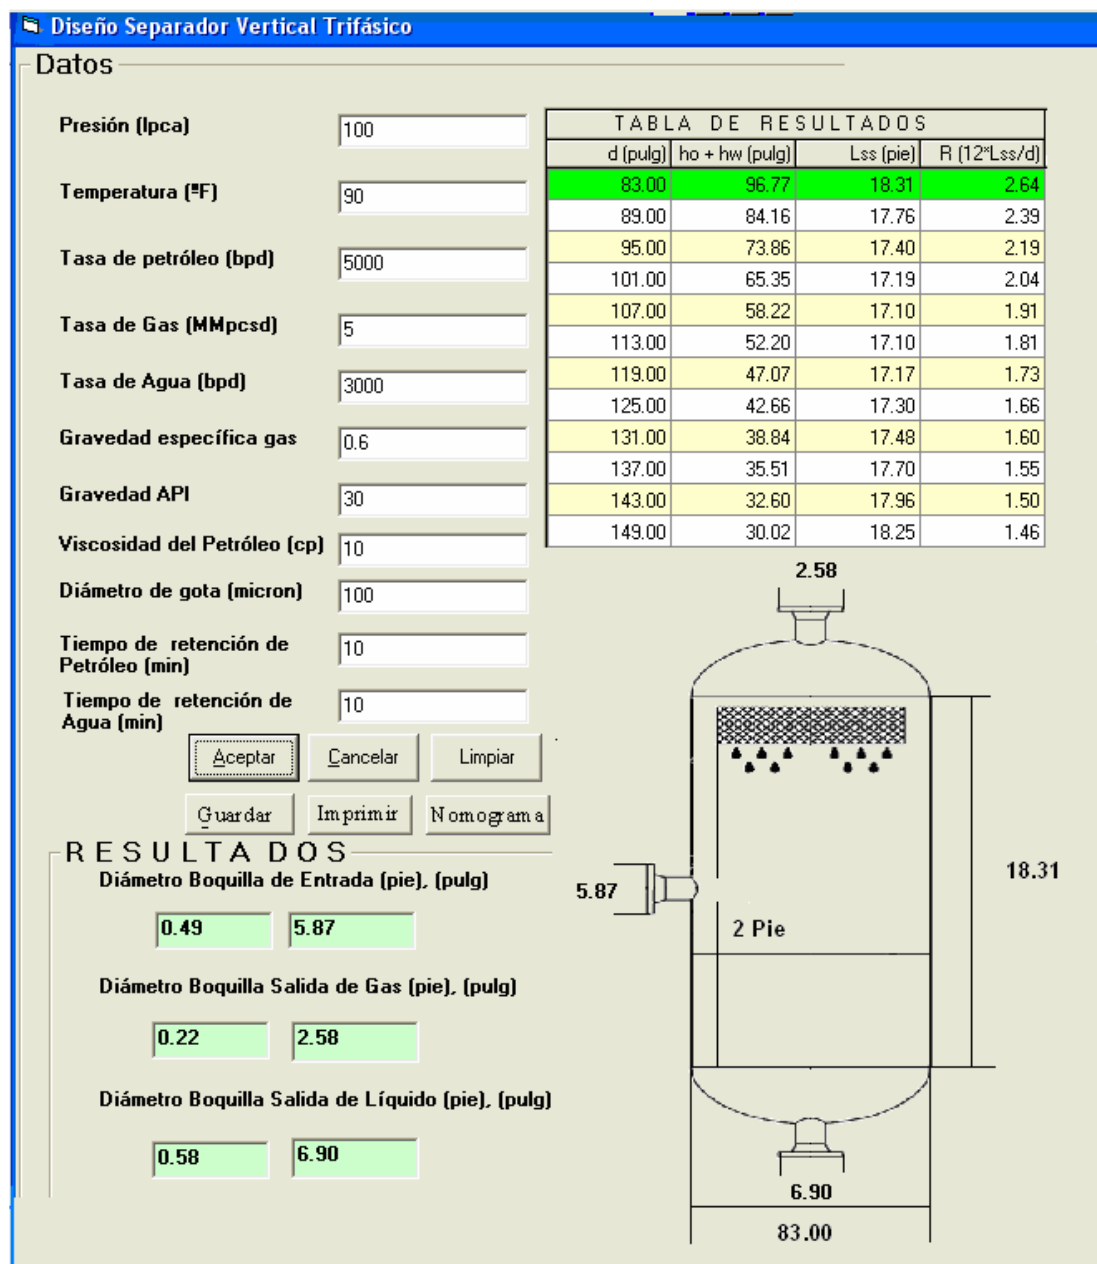 Diseño Separador Vertical Trifásico
Datos
Presión (lpca)
100
Temperatura (ºF)
90
Tasa de petróleo (bpd)
5000
Tasa de Gas (MMpcsd)
5
Tasa de Agua (bpd)
3000
Gravedad específica gas
0.6
Gravedad API
30
Viscosidad del Petróleo (cp)
10
Diámetro de gota (micron)
100
Tiempo de retención de
Petróleo (min)
10
Tiempo de retención de
Agua (min)
10
Aceptar Cancelar Limpiar
Guardar Imprimir Nomograma
TABLA DE RESULTADOS
d (pulg) ho + hw (pulg) Lss (pie) R (12*Lss/d)
83.00 96.77 18.31 2.64
89.00 84.16 17.76 2.39
95.00 73.86 17.40 2.19
101.00 65.35 17.19 2.04
107.00 58.22 17.10 1.91
113.00 52.20 17.10 1.81
119.00 47.07 17.17 1.73
125.00 42.66 17.30 1.66
131.00 38.84 17.48 1.60
137.00 35.51 17.70 1.55
143.00 32.60 17.96 1.50
149.00 30.02 18.25 1.46
RESULTADOS
Diámetro Boquilla de Entrada (pie), (pulg)
0.49 5.87
Diámetro Boquilla Salida de Gas (pie), (pulg)
0.22 2.58
Diámetro Boquilla Salida de Líquido (pie), (pulg)
0.58 6.90
2.58
18.31
5.87
2 Pie
6.90
83.00